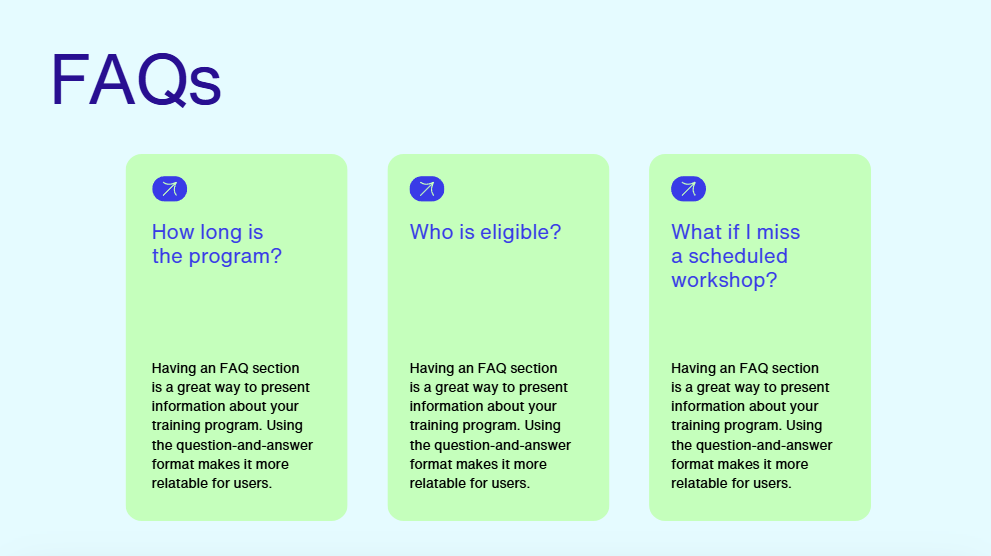 FAQs
How long is
the program?
Having an FAQ section
is a great way to present
information about your
training program. Using
the question-and-answer
format makes it more
relatable for users.
Who is eligible?
Having an FAQ section
is a great way to present
information about your
training program. Using
the question-and-answer
format makes it more
relatable for users.
What if I miss
a scheduled
workshop?
Having an FAQ section
is a great way to present
information about your
training program. Using
the question-and-answer
format makes it more
relatable for users.